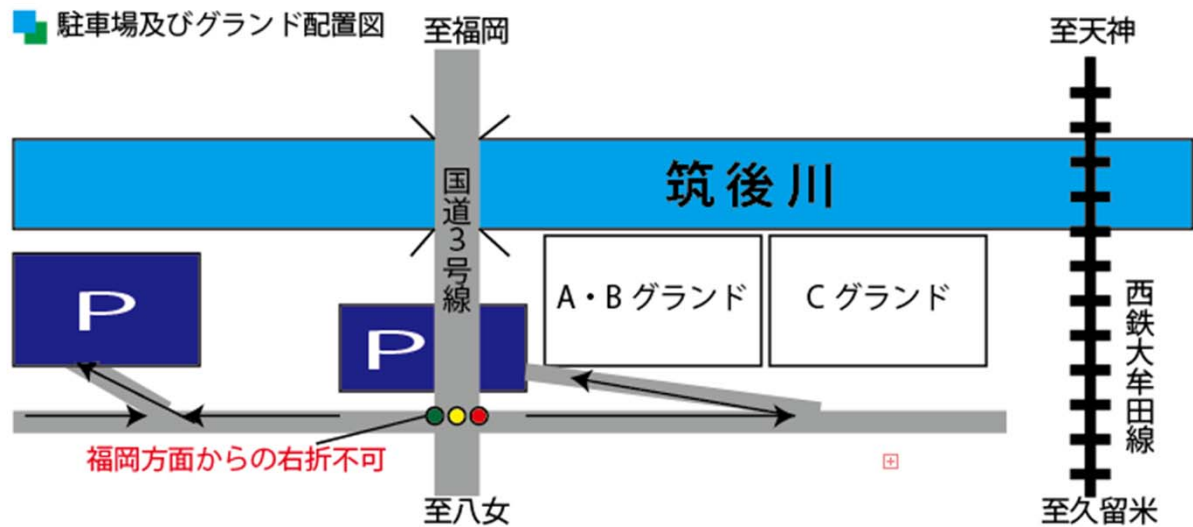 駐車場及びグランド配置図
至福岡
至天神
筑後川
国道3号線
P
P
A・Bグランド
Cグランド
西鉄大牟田線
福岡方面からの右折不可
至八女
至久留米